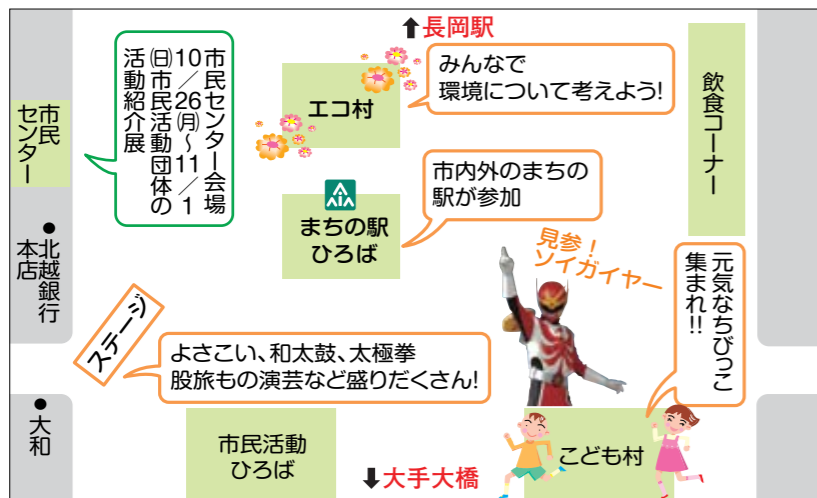 ⬆長岡駅
市民センター会場
10／26㈪〜11／1
㈰市民活動団体の
活動紹介展
エコ村
みんなで
環境について考えよう!
飲食コーナー
市民
センター
まちの駅
ひろば
市内外のまちの
駅が参加
●北越銀行
本店
見参！
ソイガイヤー
元気なちびっこ
集まれ!!
ステージ
よさこい、和太鼓、太極拳
股旅もの演芸など盛りだくさん!
●大和
市民活動
ひろば
⬇大手大橋
こども村